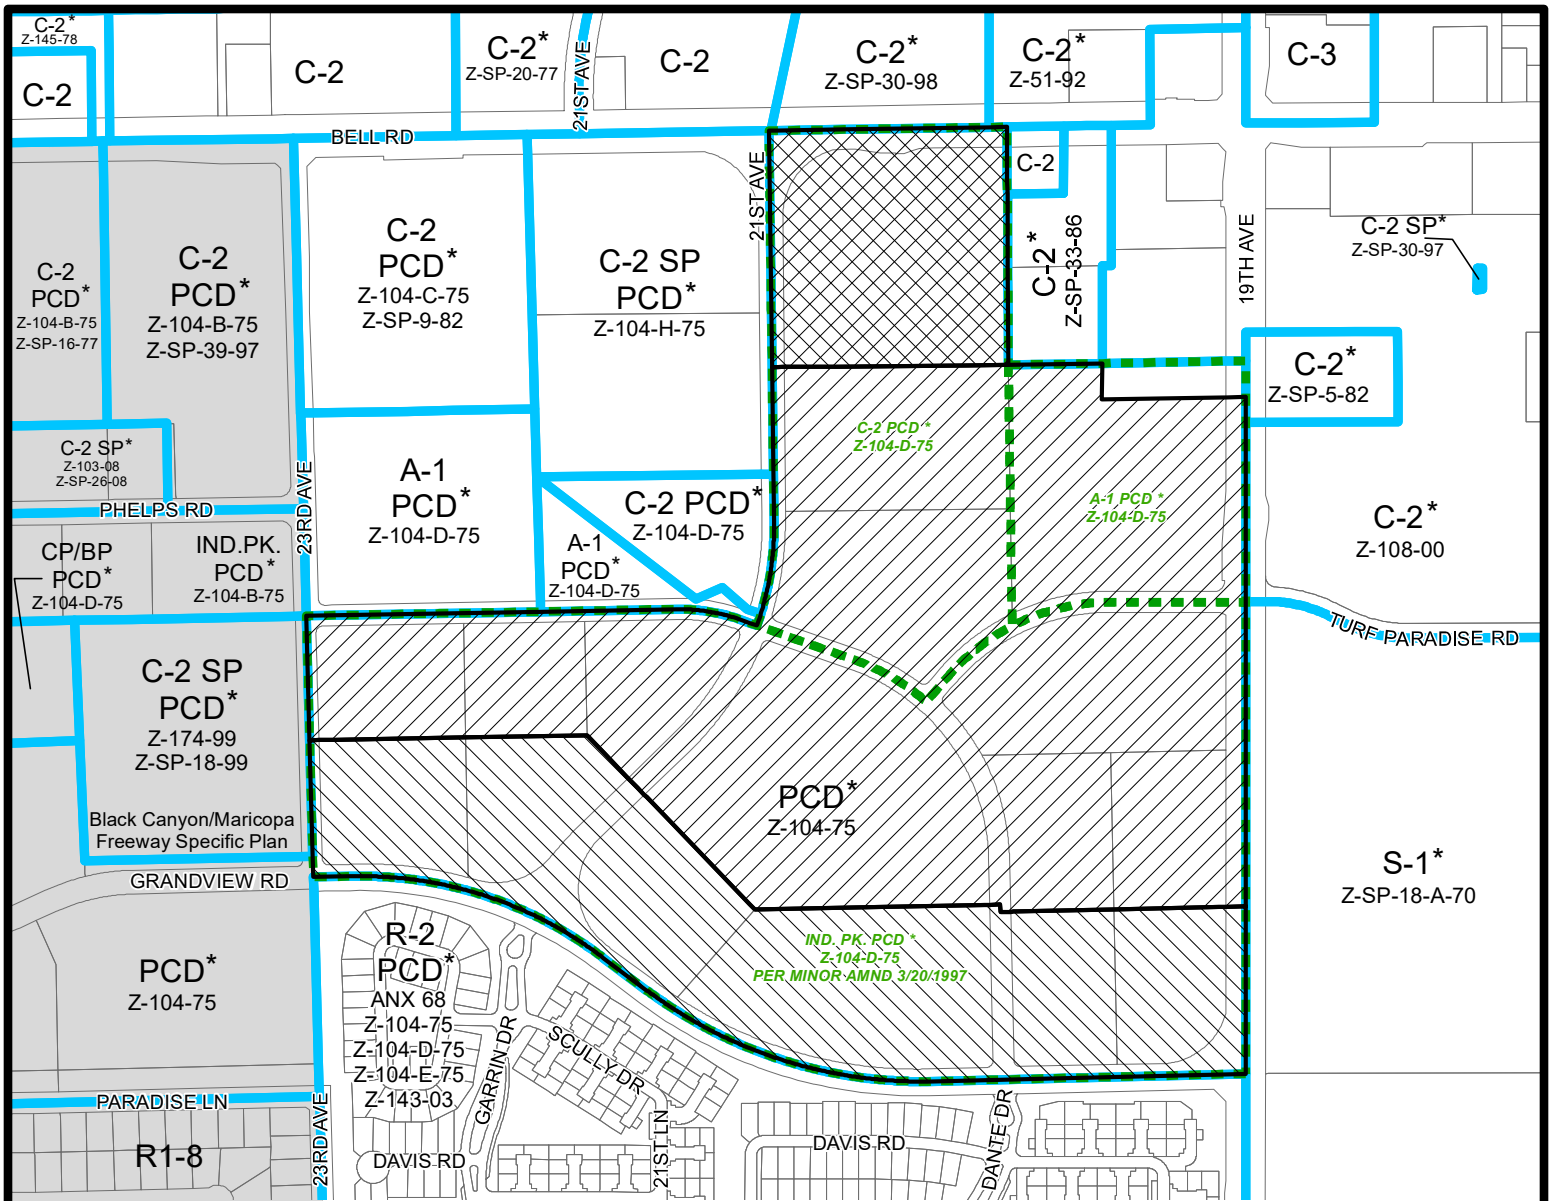 C-2*
Z-145-78
C-2
C-2
C-2*
Z-SP-20-77
21ST AVE
C-2
C-2*
Z-SP-30-98
C-2*
Z-51-92
C-3
BELL RD
C-2
PCD*
Z-104-B-75
Z-SP-16-77
C-2
PCD*
Z-104-B-75
Z-SP-39-97
C-2
PCD*
Z-104-C-75
Z-SP-9-82
C-2 SP
PCD*
Z-104-H-75
21ST AVE
C-2
C-2*
Z-SP-33-86
19TH AVE
C-2 SP*
Z-SP-30-97
C-2*
Z-SP-5-82
C-2 SP*
Z-103-08
Z-SP-26-08
PHELPS RD
23RD AVE
A-1
PCD*
Z-104-D-75
C-2 PCD*
Z-104-D-75
A-1
PCD*
Z-104-D-75
C-2 PCD *
Z-104-D-75
A-1 PCD *
Z-104-D-75
C-2*
Z-108-00
CP/BP
PCD*
Z-104-D-75
IND.PK.
PCD*
Z-104-B-75
TURF PARADISE RD
C-2 SP
PCD*
Z-174-99
Z-SP-18-99
Black Canyon/Maricopa
Freeway Specific Plan
GRANDVIEW RD
PCD*
Z-104-75
S-1*
Z-SP-18-A-70
IND. PK. PCD *
Z-104-D-75
PER MINOR AMND 3/20/1997
PCD*
Z-104-75
R-2
PCD*
ANX 68
Z-104-75
Z-104-D-75
Z-104-E-75
Z-143-03
GARRIN DR
SCULLY DR
PARADISE LN
23RD AVE
R1-8
DAVIS RD
21ST LN
DAVIS RD
DANTE DR